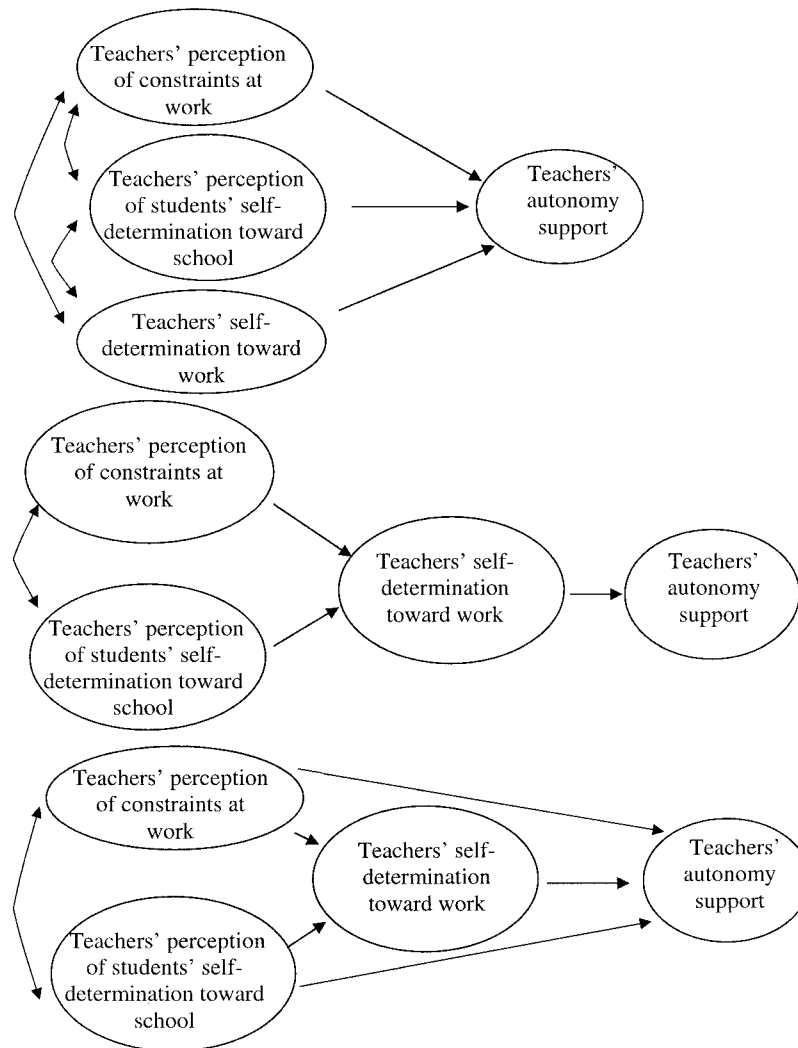 Teachers' perception
of constraints at
work
Teachers' perception
of students' self-
determination toward
school
Teachers' self-
determination toward
work
Teachers'
autonomy
support
Teachers' perception
of constraints at
work
Teachers' perception
of students' self-
determination toward
school
Teachers' self-
determination
toward work
Teachers'
autonomy
support
Teachers' perception
of constraints at
work
Teachers' perception
of students' self-
determination toward
school
Teachers' self-
determination
toward work
Teachers'
autonomy
support